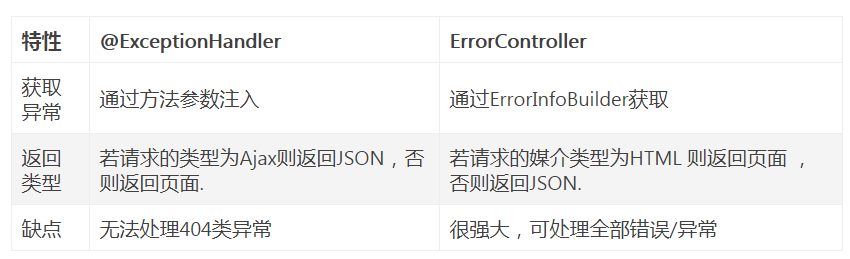 特性 @ExceptionHandler ErrorController
获取
异常 通过方法参数注入 通过ErrorInfoBuilder获取
返回 若请求的类型为Ajax则返回JSON，否 若请求的媒介类型为HTML 则返回页面 ，
类型 则返回页面. 否则返回JSON.
缺点 无法处理404类异常 很强大，可处理全部错误/异常